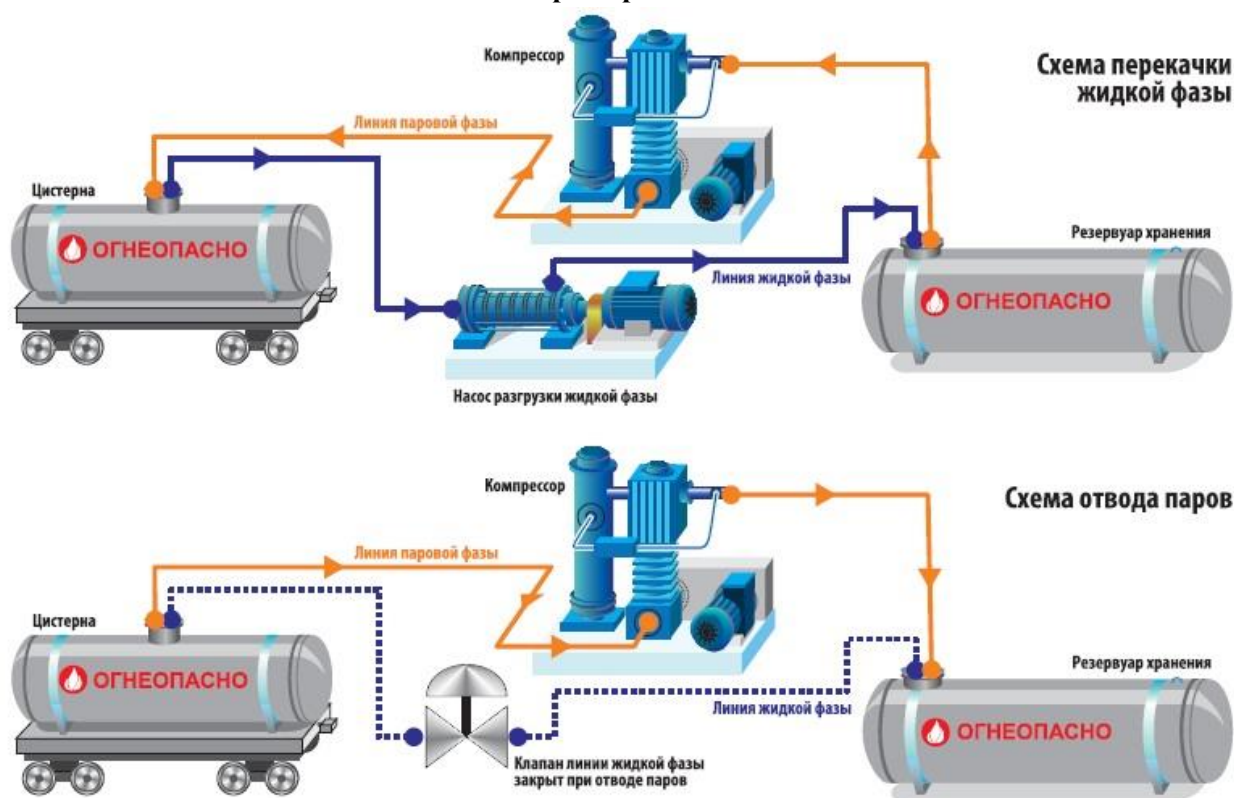 Компрессор
Схема перекачки
жидкой фазы
Линия паровой фазы
Цистерна
ОГНЕОПАСНО
Резервуар хранения
Линия жидкой фазы
ОГНЕОПАСНО
Насос разгрузки жидкой фазы
Компрессор
Схема отвода паров
Линия паровой фазы
Цистерна
ОГНЕОПАСНО
Резервуар хранения
Линия жидкой фазы
ОГНЕОПАСНО
Клапан линии жидкой фазы
закрыт при отводе паров